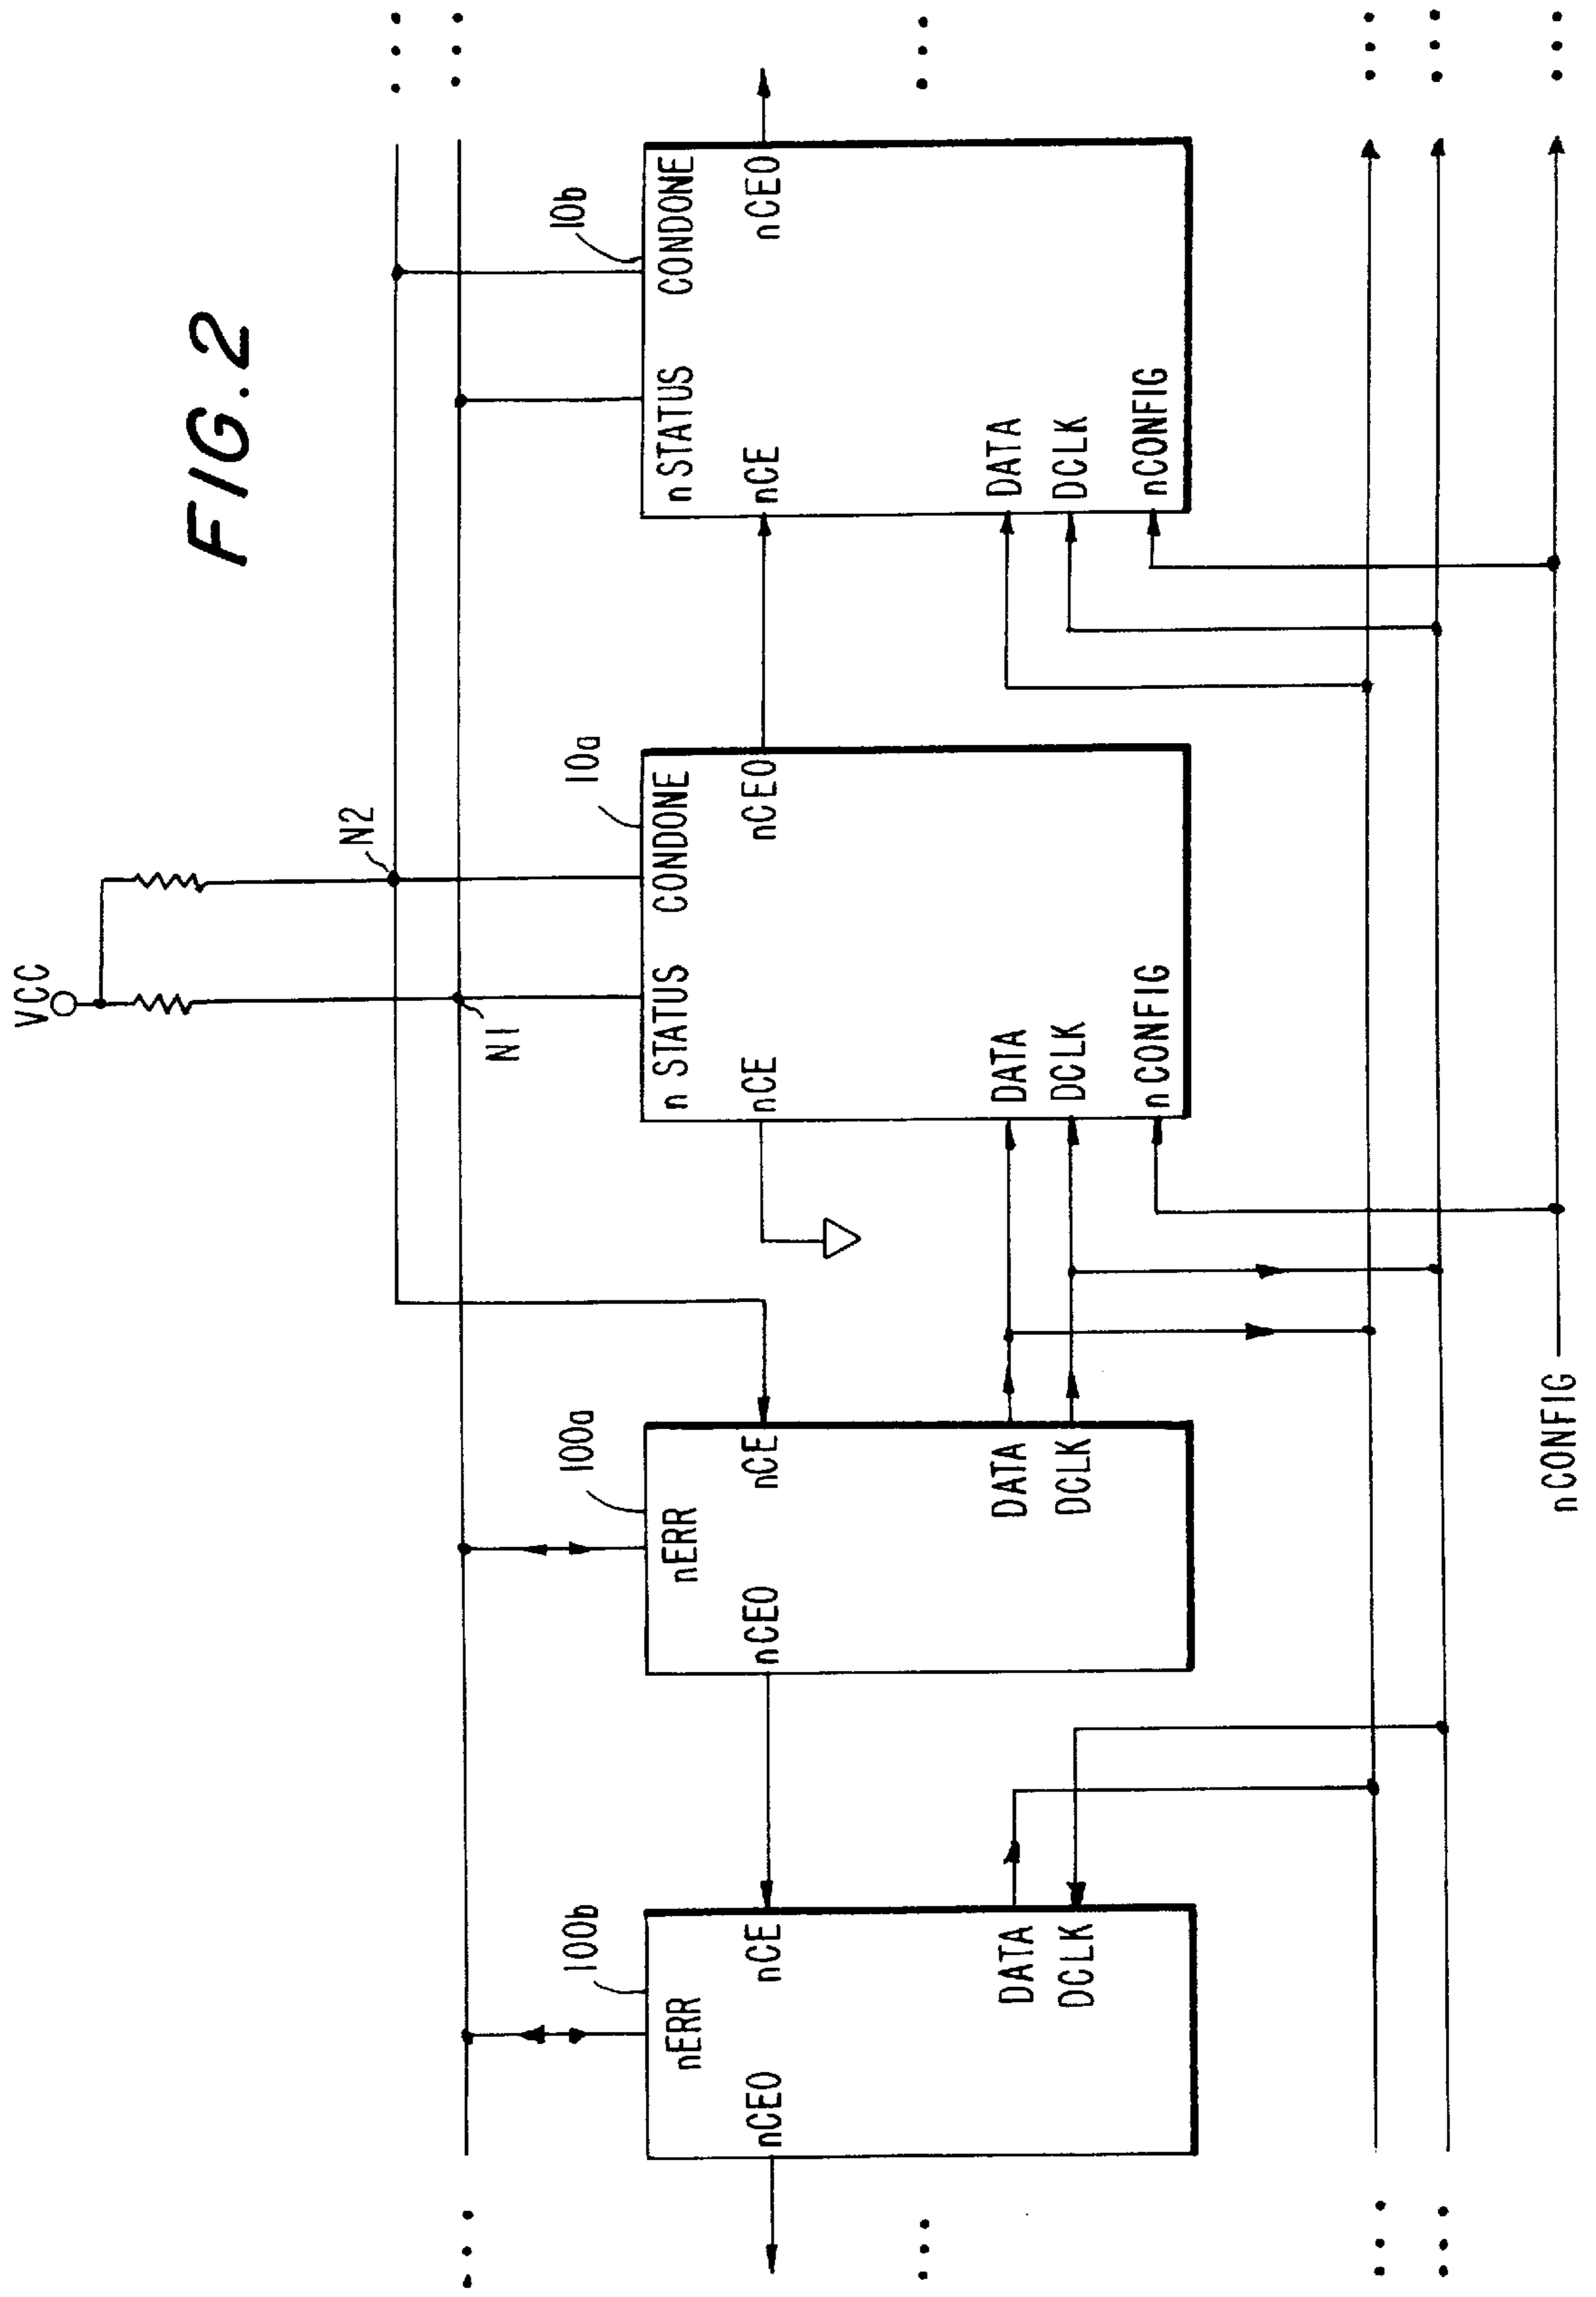 FIG. 2
VCC
N1
N2
100b
nERR
nCEO
nCE
DATA
DCLK
100a
nERR
nCEO
nCE
DATA
DCLK
10a
n STATUS
CONDONE
nCE
nCEO
DATA
DCLK
n CONFIG
10b
n STATUS
CONDONE
nCE
nCEO
DATA
DCLK
nCONFIG
nCONFIG